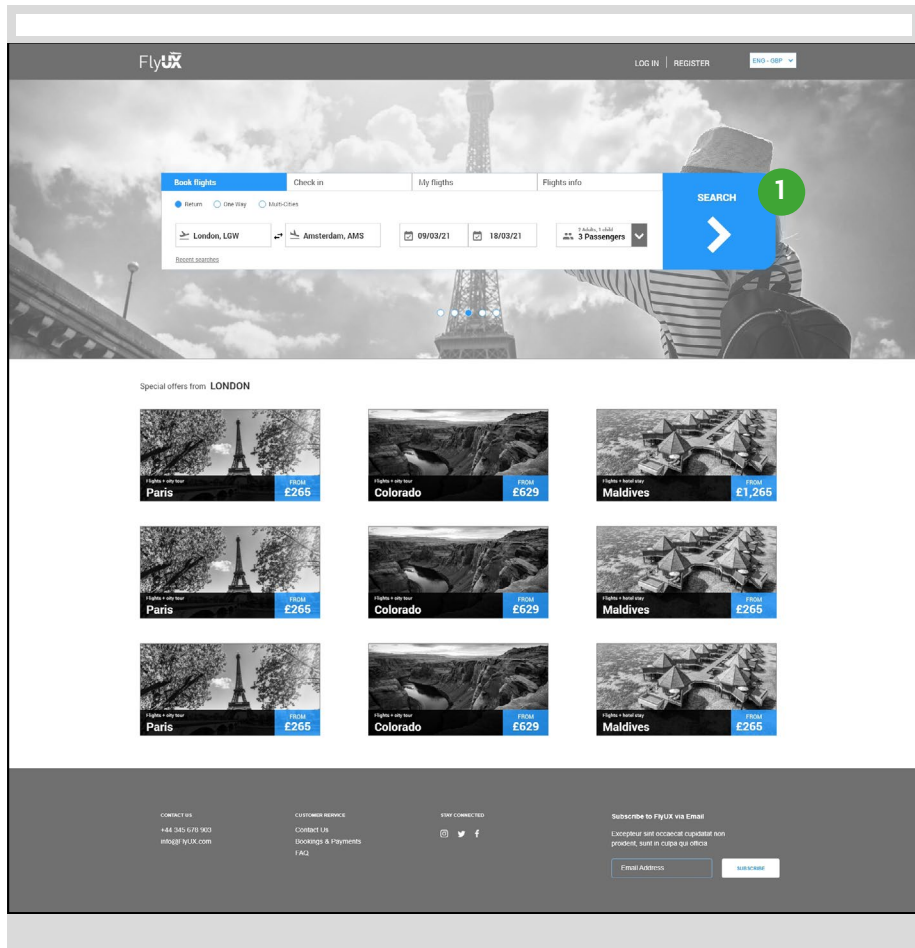 FlyUX
LOG IN | REGISTER
ENG - GBP
Book flights
Check in
My fligths
Flights info
SEARCH
1
Return
One Way
Multi-Cities
London, LGW
Amsterdam, AMS
09/03/21
18/03/21
2 Adults, 1 child
3 Passengers
Recent searches
Special offers from LONDON
Flights + city tour
Paris
FROM
£265
Flights + city tour
Colorado
FROM
£629
Flights + hotel stay
Maldives
FROM
£1,265
Flights + city tour
Paris
FROM
£265
Flights + city tour
Colorado
FROM
£629
Flights + hotel stay
Maldives
FROM
£265
Flights + city tour
Paris
FROM
£265
Flights + city tour
Colorado
FROM
£629
Flights + hotel stay
Maldives
FROM
£265
CONTACT US
+44 345 678 903
info@FlyUX.com
CUSTOMER SERVICE
Contact Us
Bookings & Payments
FAQ
STAY CONNECTED
Subscribe to FlyUX via Email
Excepteur sint occaecat cupidatat non
proident, sunt in culpa qui officia
Email Address
SUBSCRIBE